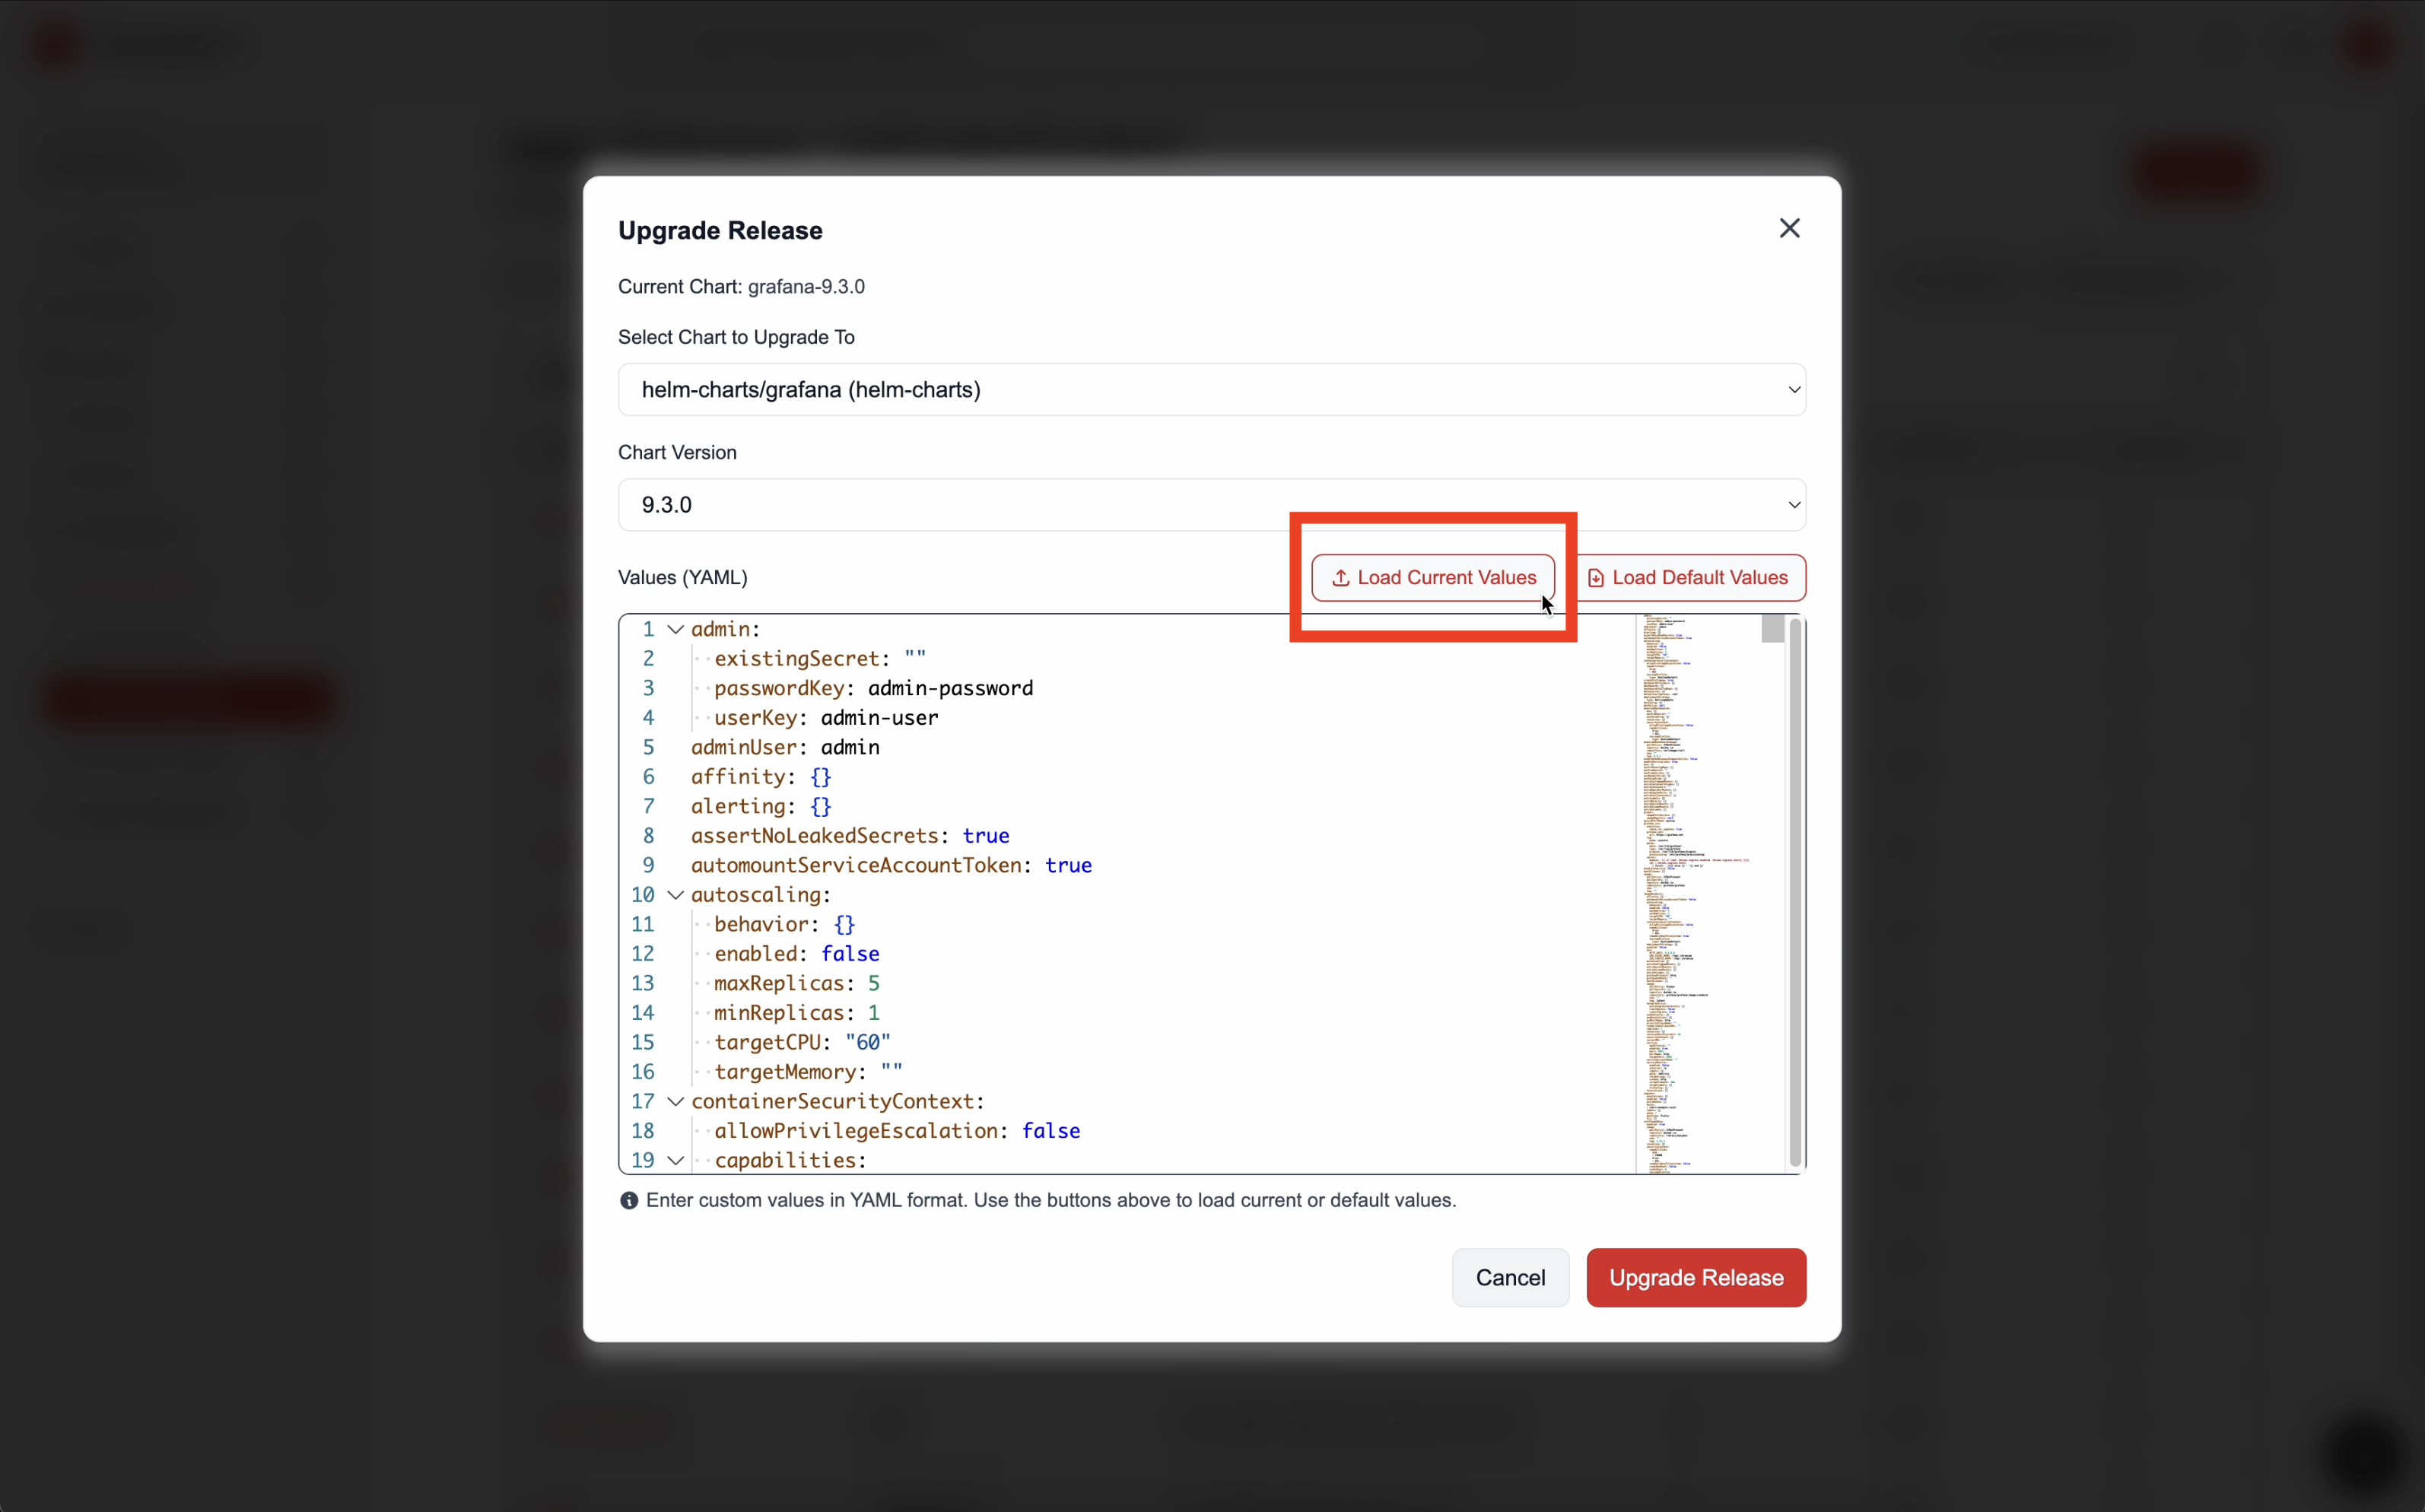 Upgrade Release
Current Chart: grafana-9.3.0
Select Chart to Upgrade To
helm-charts/grafana (helm-charts)
Chart Version
9.3.0
Values (YAML)
Load Current Values
Load Default Values
1 admin:
2 existingSecret: ""
3 passwordKey: admin-password
4 userKey: admin-user
5 adminUser: admin
6 affinity: {}
7 alerting: {}
8 assertNoLeakedSecrets: true
9 automountServiceAccountToken: true
10 autoscaling:
11 behavior: {}
12 enabled: false
13 maxReplicas: 5
14 minReplicas: 1
15 targetCPU: "60"
16 targetMemory: ""
17 containerSecurityContext:
18 allowPrivilegeEscalation: false
19 capabilities:
Enter custom values in YAML format. Use the buttons above to load current or default values.
Cancel
Upgrade Release